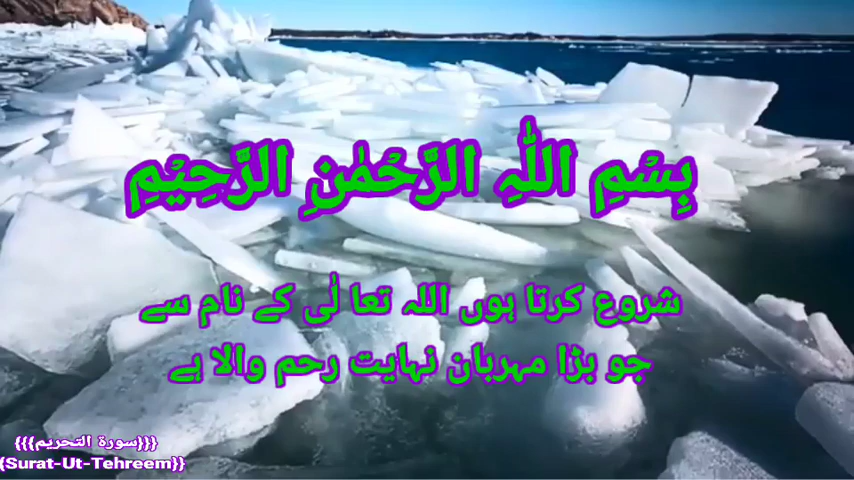 بِسْمِ اللّٰہِ الرَّحْمٰنِ الرَّحِیْمِ
شروع کرتا ہوں اللہ تعا لٰی کے نام سے
جو بڑا مہربان نہایت رحم والا ہے
{{{سورة التحريم}}}
{Surat-Ut-Tehreem}}